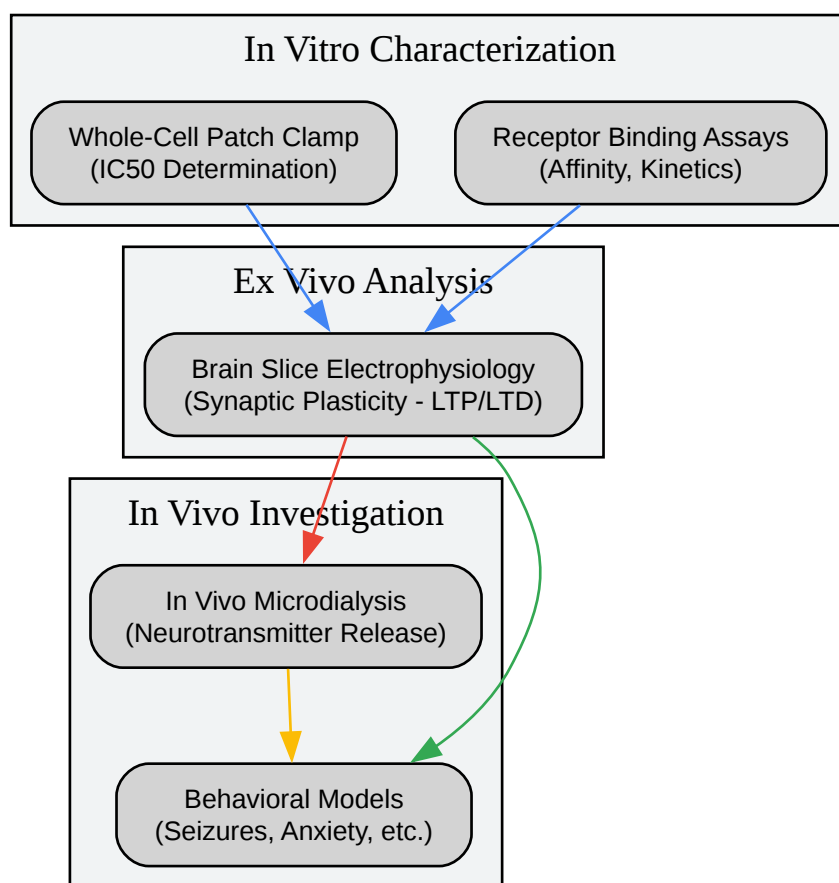 In Vitro Characterization
Whole-Cell Patch Clamp
(IC50 Determination)
Receptor Binding Assays
(Affinity, Kinetics)
Ex Vivo Analysis
Brain Slice Electrophysiology
(Synaptic Plasticity - LTP/LTD)
In Vivo Investigation
In Vivo Microdialysis
(Neurotransmitter Release)
Behavioral Models
(Seizures, Anxiety, etc.)